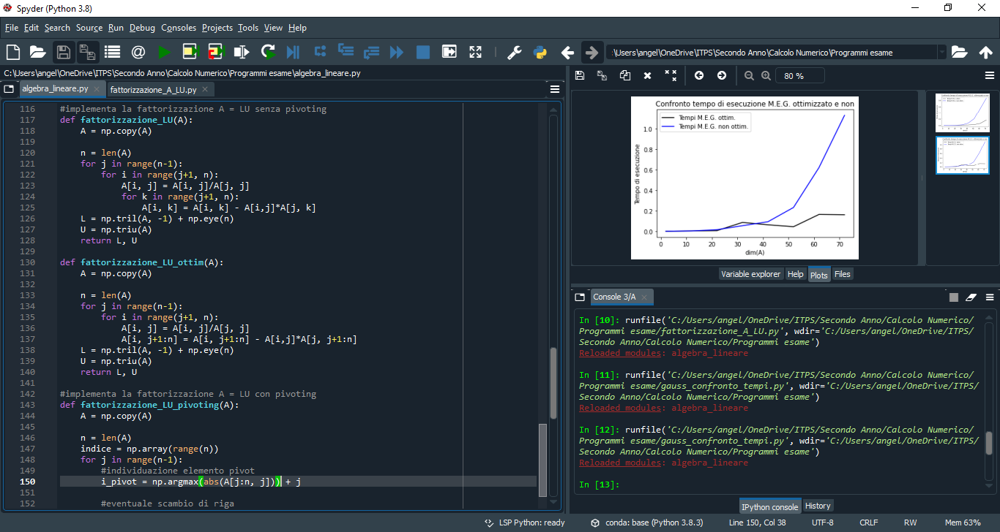 Spyder (Python 3.8)
File Edit Search Source Run Debug Consoles Projects Tools View Help
:\Users\angel\OneDrive\ITPS\Secondo Anno\Calcolo Numerico\Programmi esame
C:\Users\angel\OneDrive\ITPS\Secondo Anno\Calcolo Numerico\Programmi esame\algebra_lineare.py
algebra_lineare.py fattorizzazione_A_LU.py
116 #implementa la fattorizzazione A = LU senza pivoting
117 def fattorizzazione_LU(A):
118 A = np.copy(A)
119
120 n = len(A)
121 for j in range(n-1):
122 for i in range(j+1, n):
123 A[i, j] = A[i, j]/A[j, j]
124 for k in range(j+1, n):
125 A[i, k] = A[i, k] - A[i,j]*A[j, k]
126 L = np.tril(A, -1) + np.eye(n)
127 U = np.triu(A)
128 return L, U
129
130 def fattorizzazione_LU_ottim(A):
131 A = np.copy(A)
132
133 n = len(A)
134 for j in range(n-1):
135 for i in range(j+1, n):
136 A[i, j] = A[i, j]/A[j, j]
137 A[i, j+1:n] = A[i, j+1:n] - A[i,j]*A[j, j+1:n]
138 L = np.tril(A, -1) + np.eye(n)
139 U = np.triu(A)
140 return L, U
141
142 #implementa la fattorizzazione A = LU con pivoting
143 def fattorizzazione_LU_pivoting(A):
144 A = np.copy(A)
145
146 n = len(A)
147 indice = np.array(range(n))
148 for j in range(n-1):
149 #individuazione elemento pivot
150 i_pivot = np.argmax(abs(A[j:n, j])) + j
151
152 #eventuale scambio di riga
80 %
Confronto tempo di esecuzione M.E.G. ottimizzato e non
Tempi M.E.G. ottim.
Tempi M.E.G. non ottim.
Tempo di esecuzione
1.0
0.8
0.6
0.4
0.2
0.0
0 10 20 30 40 50 60 70
dim(A)
Variable explorer Help Plots Files
Console 3/A
In [10]: runfile('C:/Users/angel/OneDrive/ITPS/Secondo Anno/Calcolo Numerico/
Programmi esame/fattorizzazione_A_LU.py', wdir='C:/Users/angel/OneDrive/ITPS/
Secondo Anno/Calcolo Numerico/Programmi esame')
Reloaded modules: algebra_lineare
In [11]: runfile('C:/Users/angel/OneDrive/ITPS/Secondo Anno/Calcolo Numerico/
Programmi esame/gauss_confronto_tempi.py', wdir='C:/Users/angel/OneDrive/ITPS/
Secondo Anno/Calcolo Numerico/Programmi esame')
Reloaded modules: algebra_lineare
In [12]: runfile('C:/Users/angel/OneDrive/ITPS/Secondo Anno/Calcolo Numerico/
Programmi esame/gauss_confronto_tempi.py', wdir='C:/Users/angel/OneDrive/ITPS/
Secondo Anno/Calcolo Numerico/Programmi esame')
Reloaded modules: algebra_lineare
In [13]:
IPython console History
LSP Python: ready conda: base (Python 3.8.3) Line 150, Col 38 UTF-8 CRLF RW Mem 63%